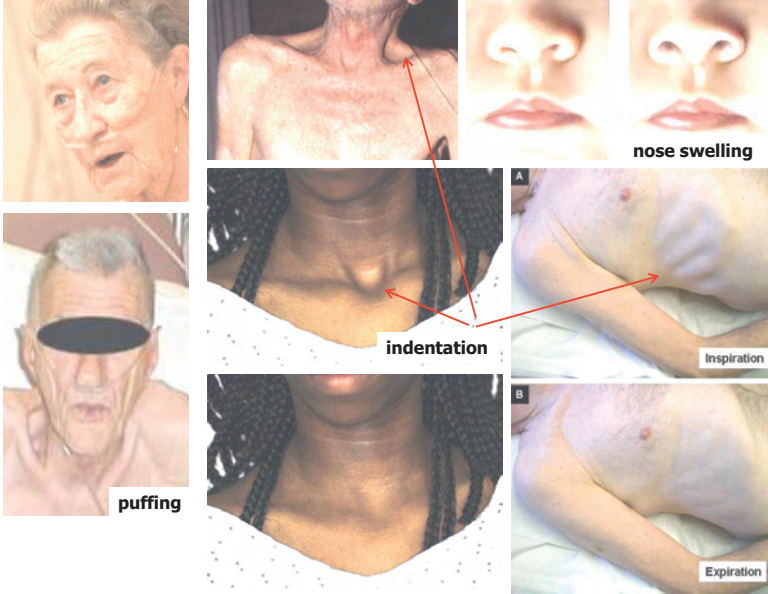 nose swelling
A
indentation
Inspiration
B
puffing
Expiration